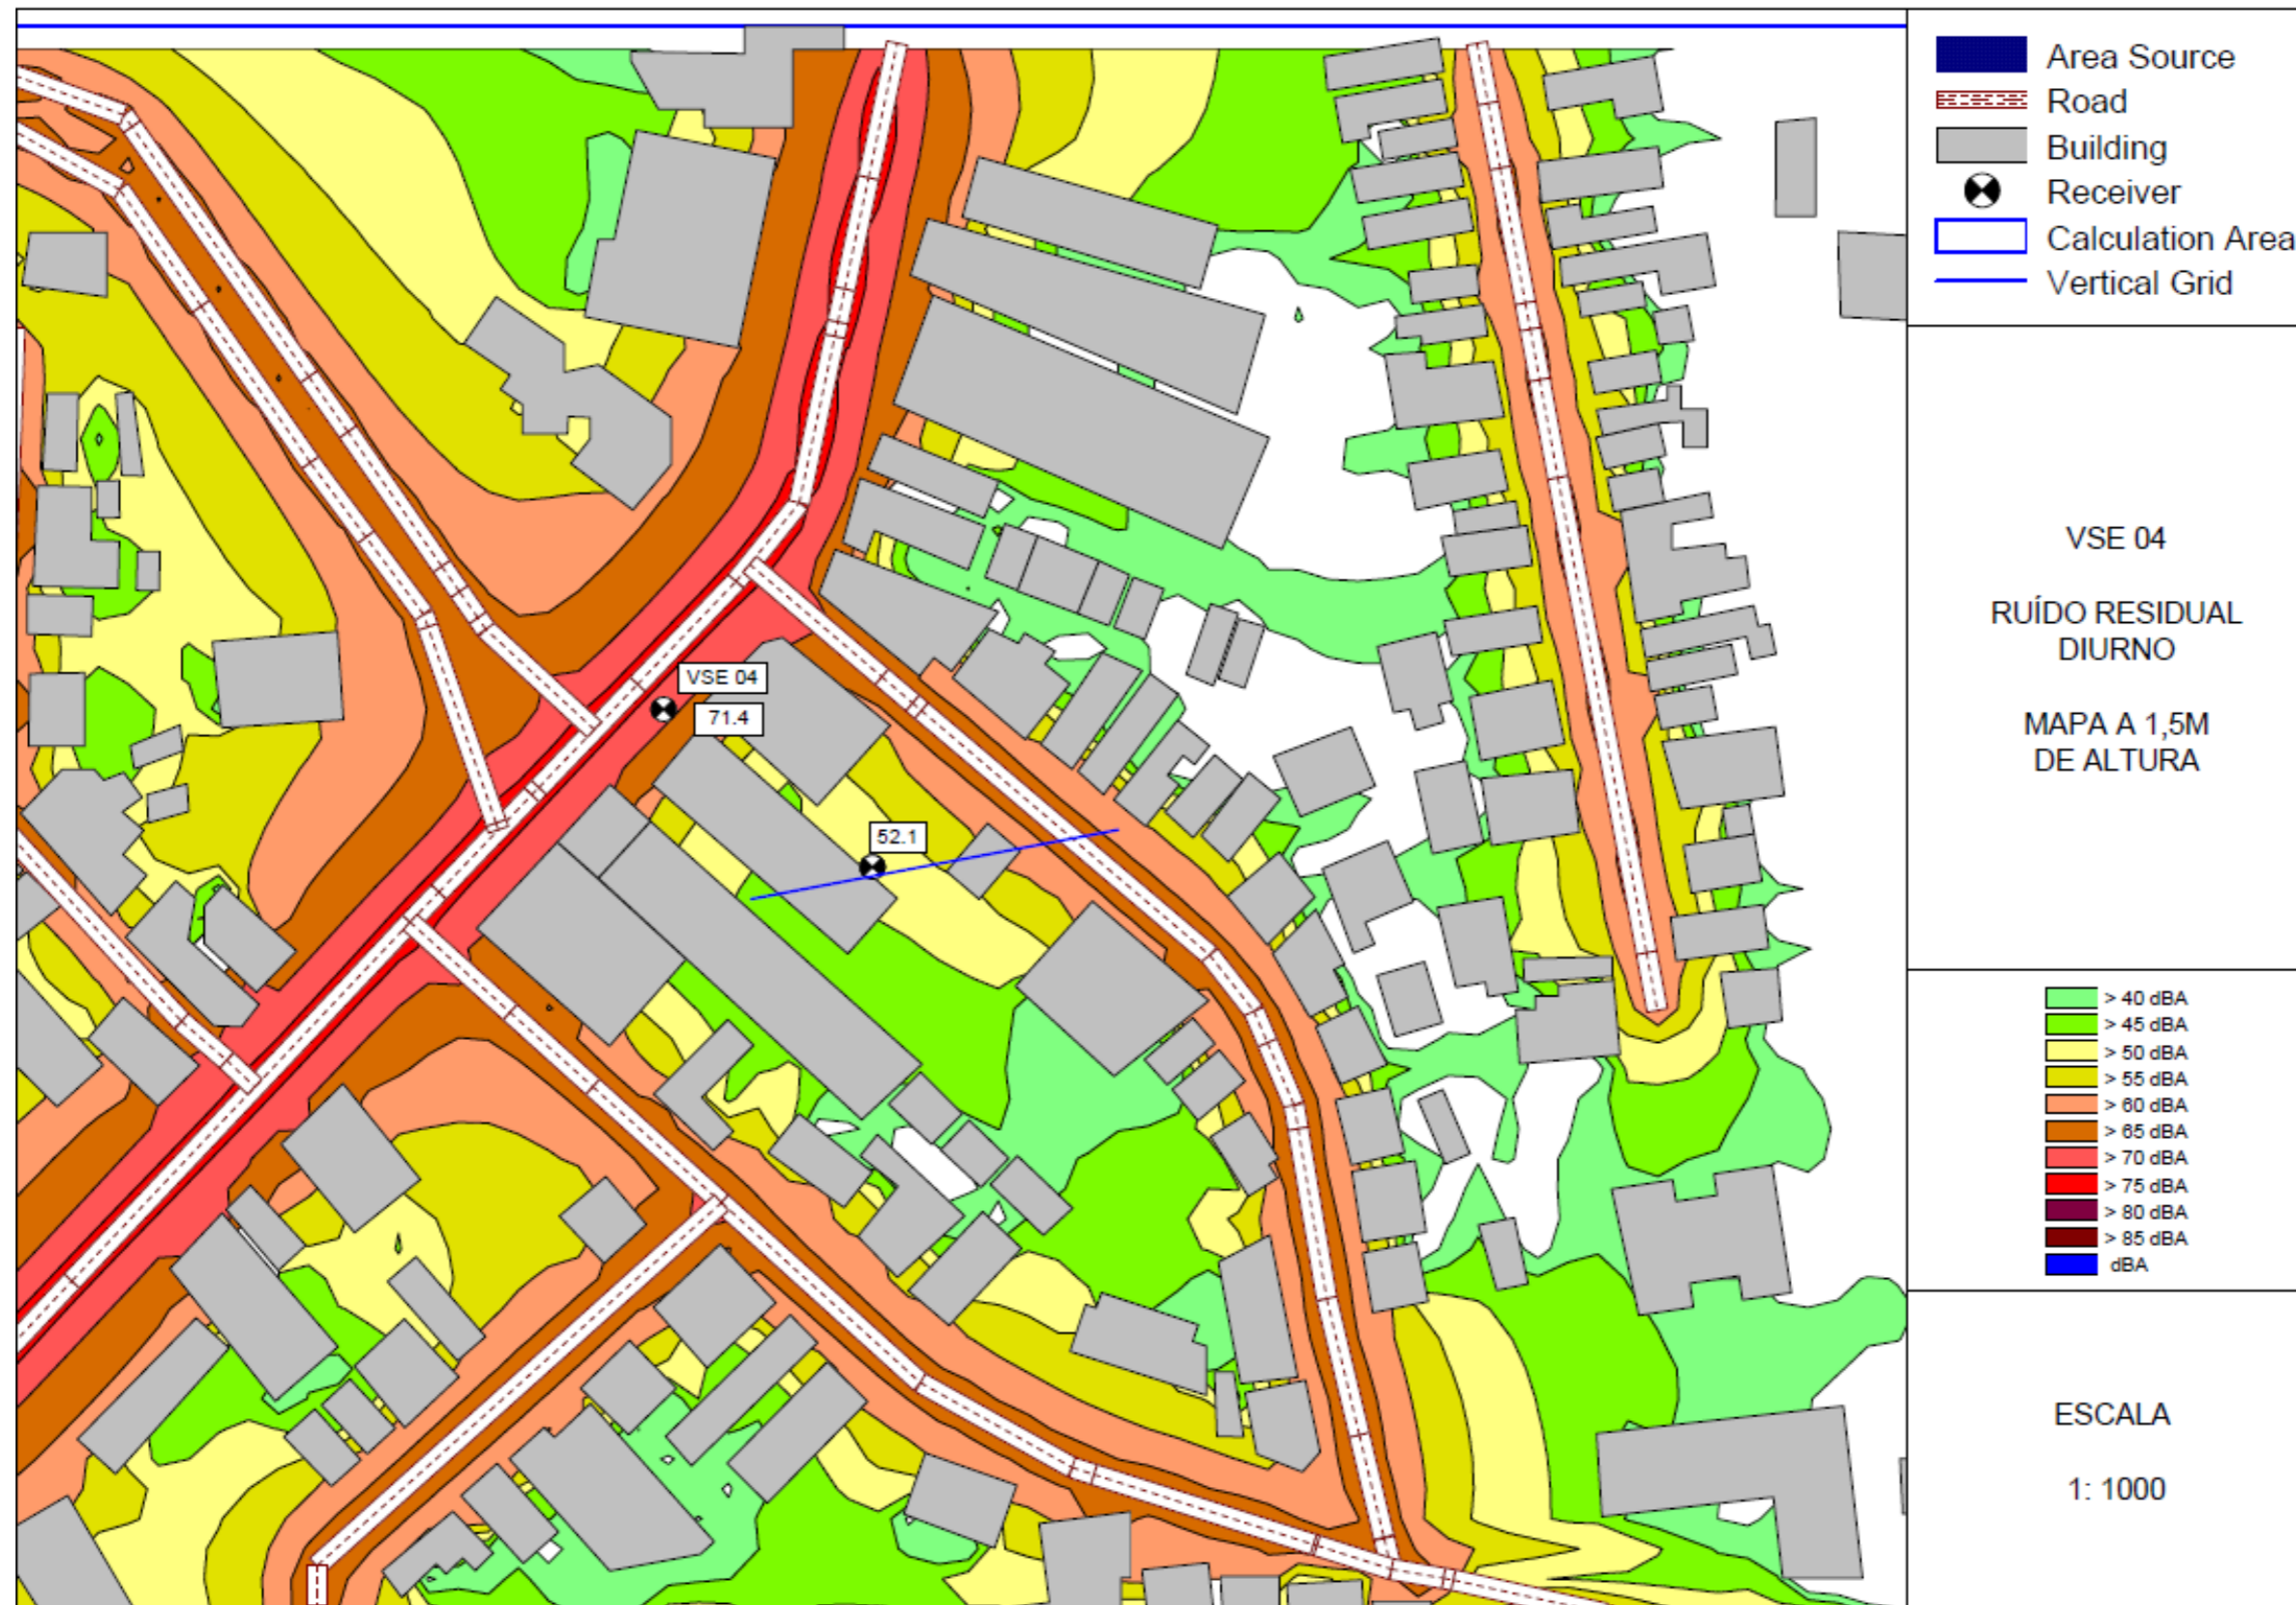 Area Source
Road
Building
Receiver
Calculation Area
Vertical Grid
VSE 04
RUÍDO RESIDUAL
DIURNO
MAPA A 1,5M
DE ALTURA
VSE 04
71.4
52.1
> 40 dBA
> 45 dBA
> 50 dBA
> 55 dBA
> 60 dBA
> 65 dBA
> 70 dBA
> 75 dBA
> 80 dBA
> 85 dBA
dBA
ESCALA
1: 1000